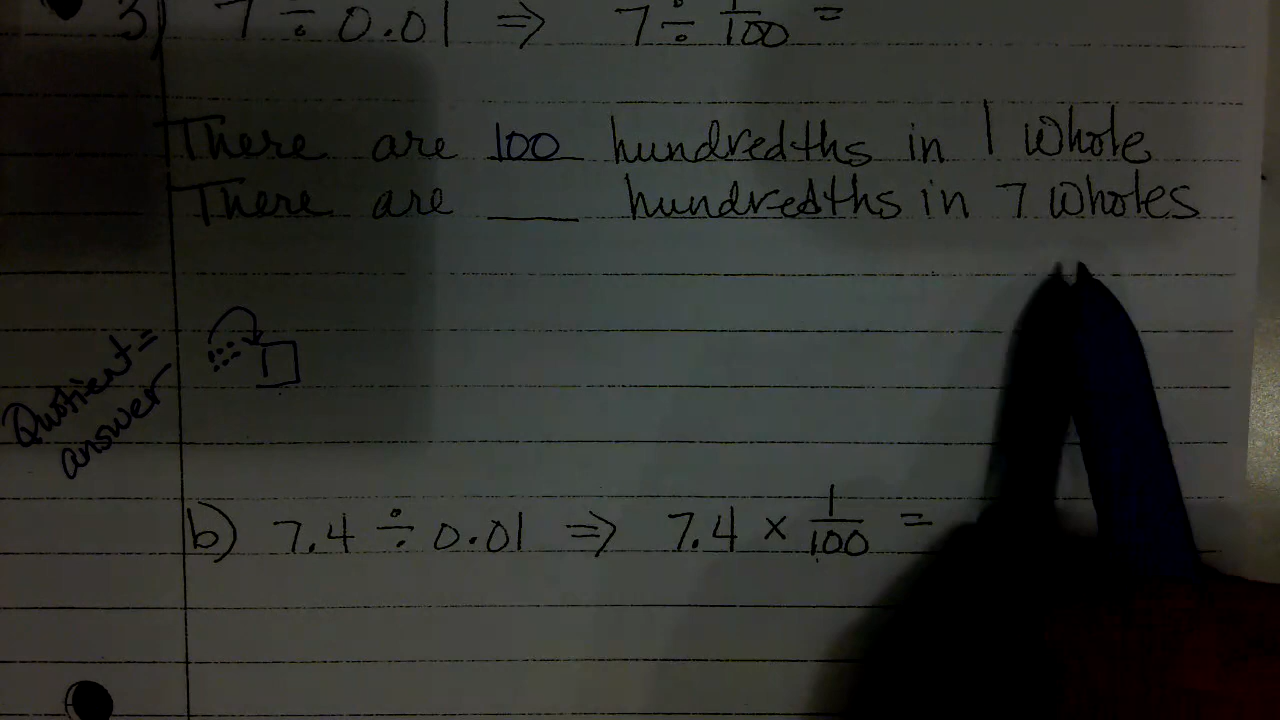 3) 7 ÷ 0.01 ⇒ 7 ÷ 1/100 =
There are 100 hundredths in 1 whole
There are ___ hundredths in 7 wholes
Quotient =
answer
b) 7.4 ÷ 0.01 ⇒ 7.4 × 1/100 =